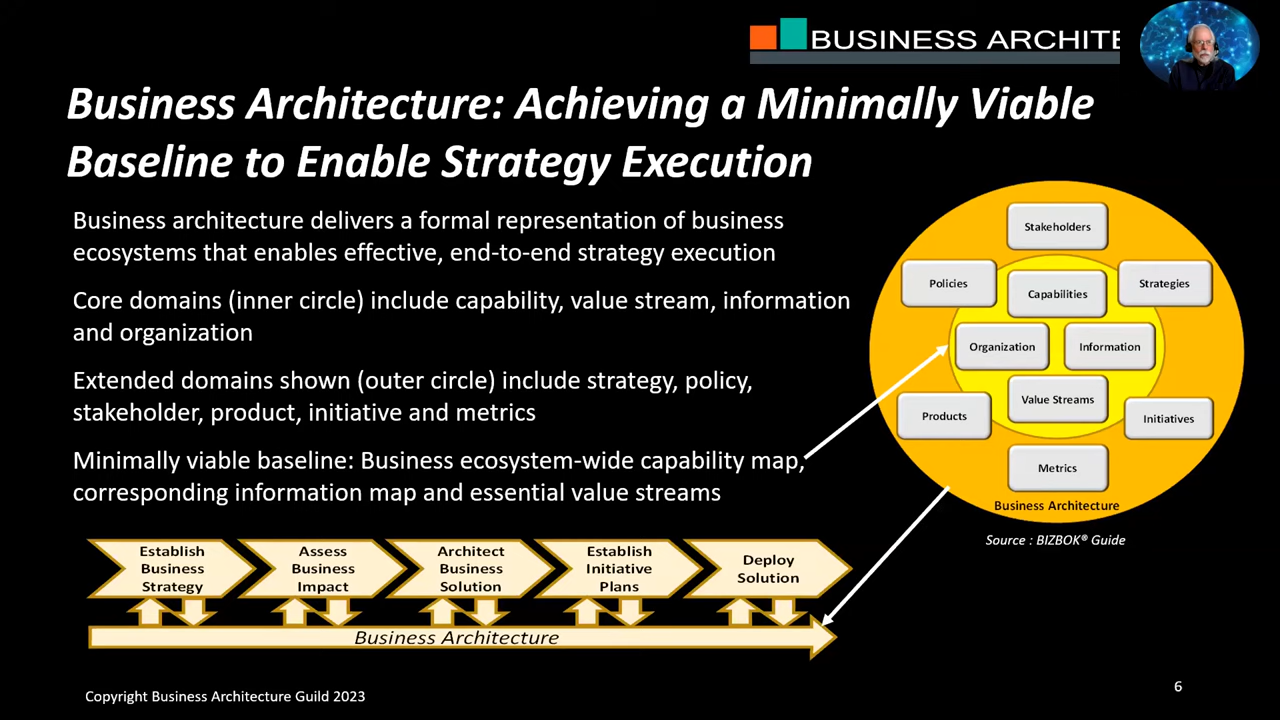 BUSINESS ARCHITE
Business Architecture: Achieving a Minimally Viable
Baseline to Enable Strategy Execution
Business architecture delivers a formal representation of business
ecosystems that enables effective, end-to-end strategy execution
Core domains (inner circle) include capability, value stream, information
and organization
Extended domains shown (outer circle) include strategy, policy,
stakeholder, product, initiative and metrics
Minimally viable baseline: Business ecosystem-wide capability map,
corresponding information map and essential value streams
Stakeholders
Policies
Capabilities
Strategies
Organization
Information
Value Streams
Products
Initiatives
Metrics
Business Architecture
Source : BIZBOK® Guide
Establish
Business
Strategy
Assess
Business
Impact
Architect
Business
Solution
Establish
Initiative
Plans
Deploy
Solution
Business Architecture
Copyright Business Architecture Guild 2023
6